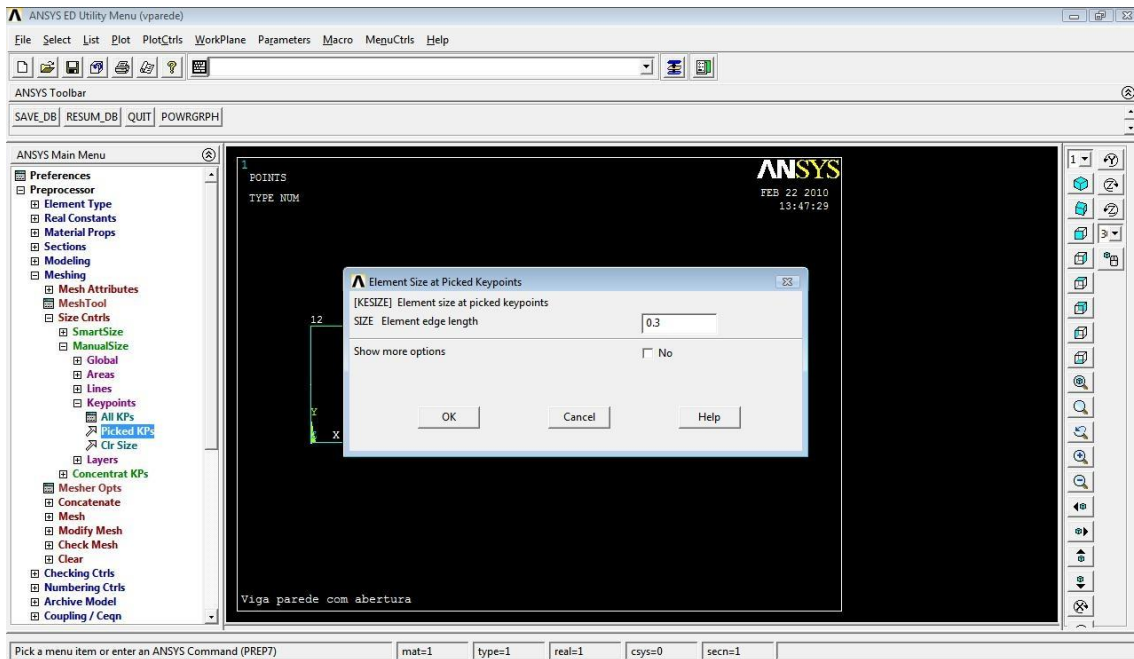 ANSYS ED Utility Menu (vparede)
File Select List Plot PlotCtrls WorkPlane Parameters Macro MenuCtrls Help
ANSYS Toolbar
SAVE_DB RESUM_DB QUIT POWRGRPH
ANSYS Main Menu
Preferences
Preprocessor
Element Type
Real Constants
Material Props
Sections
Modeling
Meshing
Mesh Attributes
MeshTool
Size Cntrls
SmartSize
ManualSize
Global
Areas
Lines
Keypoints
All KPs
Picked KPs
Clr Size
Layers
Concentrat KPs
Mesher Opts
Concatenate
Mesh
Modify Mesh
Check Mesh
Clear
Checking Ctrls
Numbering Ctrls
Archive Model
Coupling / Ceqn
1
POINTS
TYPE NUM
ANSYS
FEB 22 2010
13:47:29
12
Y
X
Element Size at Picked Keypoints
[KESIZE] Element size at picked keypoints
SIZE Element edge length 0.3
Show more options No
OK Cancel Help
Viga parede com abertura
1
Pick a menu item or enter an ANSYS Command (PREP7) mat=1 type=1 real=1 csys=0 secn=1